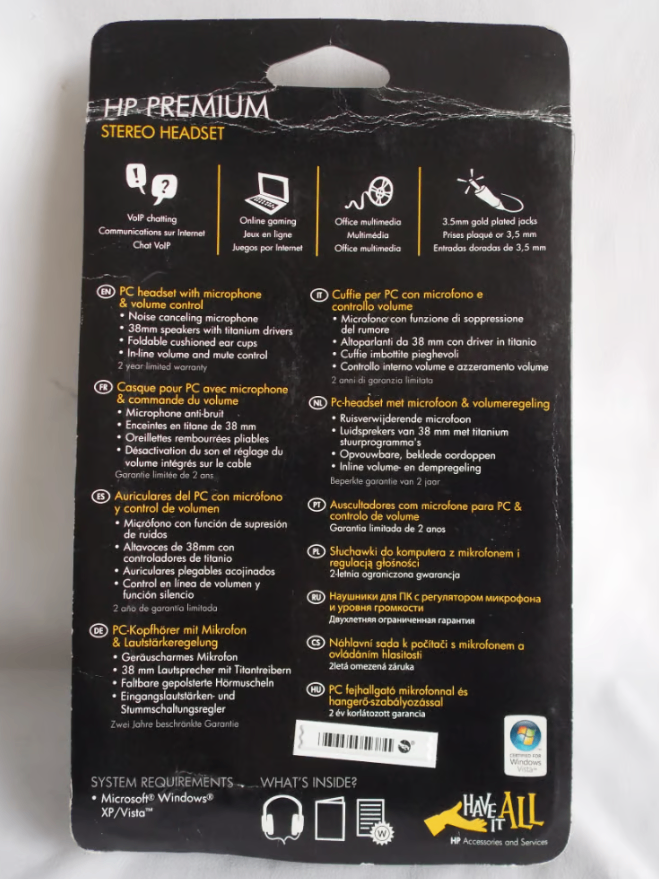 HP PREMIUM
STEREO HEADSET
VoIP chatting
Communications sur Internet
Chat VoIP
Online gaming
Jeux en ligne
Juegos por Internet
Office multimedia
Multimédia
Office multimedia
3.5mm gold plated jacks
Prises plaqué or 3,5 mm
Entradas doradas de 3,5 mm
EN PC headset with microphone
& volume control
• Noise canceling microphone
• 38mm speakers with titanium drivers
• Foldable cushioned ear cups
• In-line volume and mute control
2 year limited warranty
FR Casque pour PC avec microphone
& commande du volume
• Microphone anti-bruit
• Enceintes en titane de 38 mm
• Oreillettes rembourrées pliables
• Désactivation du son et réglage du
volume intégrés sur le cable
Garantie limitée de 2 ans
ES Auriculares del PC con micrófono
y control de volumen
• Micrófono con función de supresión
de ruidos
• Altavoces de 38mm con
controladores de titanio
• Auriculares plegables acojinados
• Control en línea de volumen y
función silencio
2 año de garantía limitada
DE PC-Kopfhörer mit Mikrofon
& Lautstärkeregelung
• Geräuscharmes Mikrofon
• 38 mm Lautsprecher mit Titantreibern
• Faltbare gepolsterte Hörmuscheln
• Eingangslautstärken- und
Stummschaltungsregler
Zwei Jahre beschränkte Garantie
IT Cuffie per PC con microfono e
controllo volume
• Microfono con funzione di soppressione
del rumore
• Altoparlanti da 38 mm con driver in titanio
• Cuffie imbottite pieghevoli
• Controllo interno volume e azzeramento volume
2 anni di garanzia limitata
NL Pc-headset met microfoon & volumeregeling
• Ruisverwijderende microfoon
• Luidsprekers van 38 mm met titanium
stuurprogramma's
• Opvouwbare, beklede oordoppen
• Inline volume- en dempregeling
Beperkte garantie van 2 jaar
PT Auscultadores com microfone para PC &
controlo de volume
Garantia limitada de 2 anos
PL Słuchawki do komputera z mikrofonem i
regulacją głośności
2-letnia ograniczona gwarancja
RU Наушники для ПК с регулятором микрофона
и уровня громкости
Двухлетняя ограниченная гарантия
CS Náhlavní sada k počítači s mikrofonem a
ovládáním hlasitosti
2letá omezená záruka
HU PC fejhallgató mikrofonnal és
hangerő-szabályozással
2 év korlátozott garancia
CERTIFIED FOR
Windows
Vista™
SYSTEM REQUIREMENTS
• Microsoft® Windows®
XP/Vista™
WHAT'S INSIDE?
W
HAVE IT ALL
HP Accessories and Services